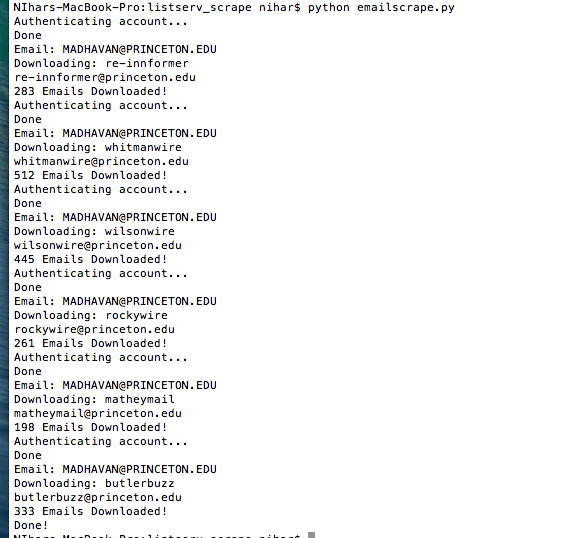 NIhars-MacBook-Pro:listserv_scrape nihar$ python emailscrape.py
Authenticating account...
Done
Email: MADHAVAN@PRINCETON.EDU
Downloading: re-innformer
re-innformer@princeton.edu
283 Emails Downloaded!
Authenticating account...
Done
Email: MADHAVAN@PRINCETON.EDU
Downloading: whitmanwire
whitmanwire@princeton.edu
512 Emails Downloaded!
Authenticating account...
Done
Email: MADHAVAN@PRINCETON.EDU
Downloading: wilsonwire
wilsonwire@princeton.edu
445 Emails Downloaded!
Authenticating account...
Done
Email: MADHAVAN@PRINCETON.EDU
Downloading: rockywire
rockywire@princeton.edu
261 Emails Downloaded!
Authenticating account...
Done
Email: MADHAVAN@PRINCETON.EDU
Downloading: matheymail
matheymail@princeton.edu
198 Emails Downloaded!
Authenticating account...
Done
Email: MADHAVAN@PRINCETON.EDU
Downloading: butlerbuzz
butlerbuzz@princeton.edu
333 Emails Downloaded!
Done!
NIhars-MacBook-Pro:listserv_scrape nihar$